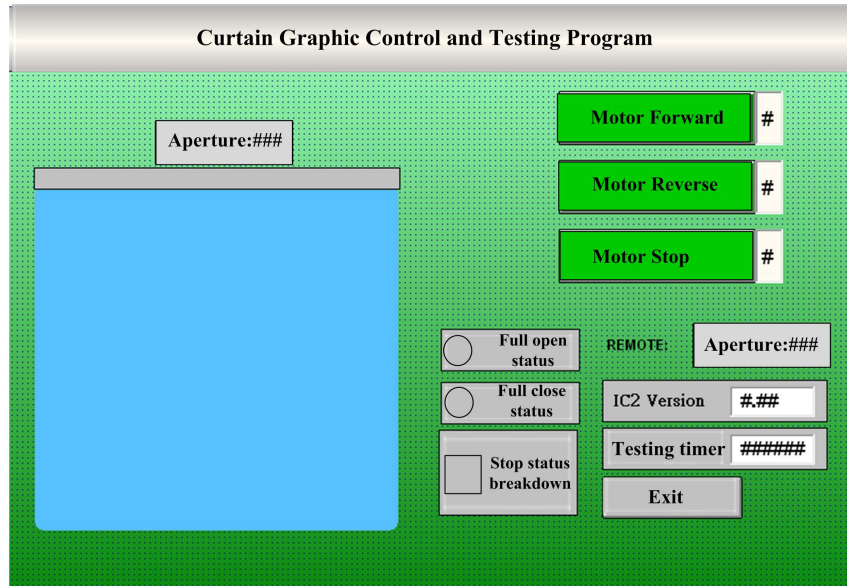 Curtain Graphic Control and Testing Program
Aperture:###
Motor Forward #
Motor Reverse #
Motor Stop #
Full open
status
REMOTE: Aperture:###
Full close
status
IC2 Version #.##
Stop status
breakdown
Testing timer ######
Exit